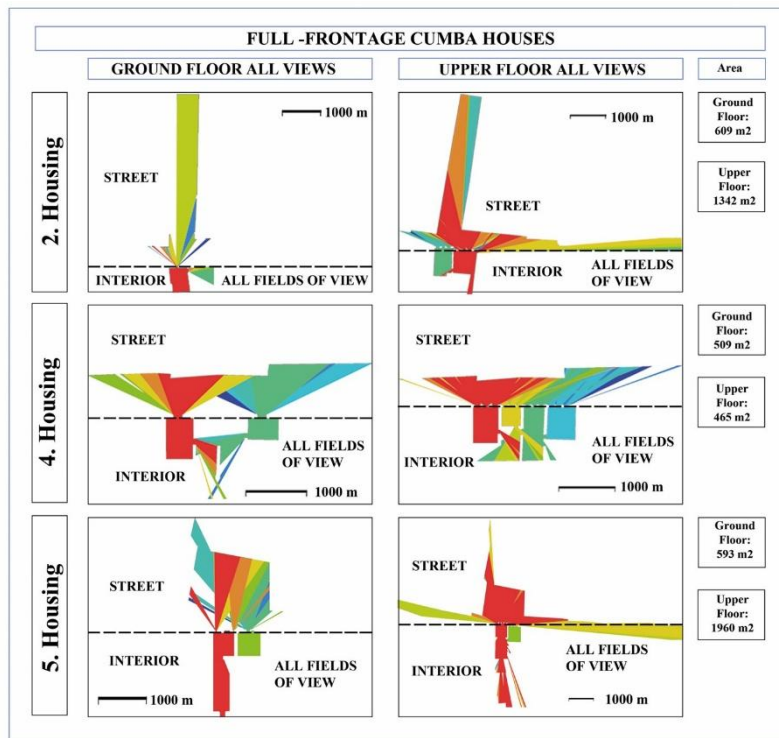 FULL -FRONTAGE CUMBA HOUSES
GROUND FLOOR ALL VIEWS
UPPER FLOOR ALL VIEWS
Area
2. Housing
STREET
1000 m
INTERIOR
ALL FIELDS OF VIEW
1000 m
STREET
INTERIOR
ALL FIELDS
OF VIEW
Ground
Floor:
609 m2
Upper
Floor:
1342 m2
4. Housing
STREET
ALL FIELDS
OF VIEW
INTERIOR
1000 m
STREET
ALL FIELDS
OF VIEW
INTERIOR
1000 m
Ground
Floor:
509 m2
Upper
Floor:
465 m2
5. Housing
STREET
INTERIOR
ALL FIELDS
OF VIEW
1000 m
STREET
ALL FIELDS
OF VIEW
INTERIOR
1000 m
Ground
Floor:
593 m2
Upper
Floor:
1960 m2